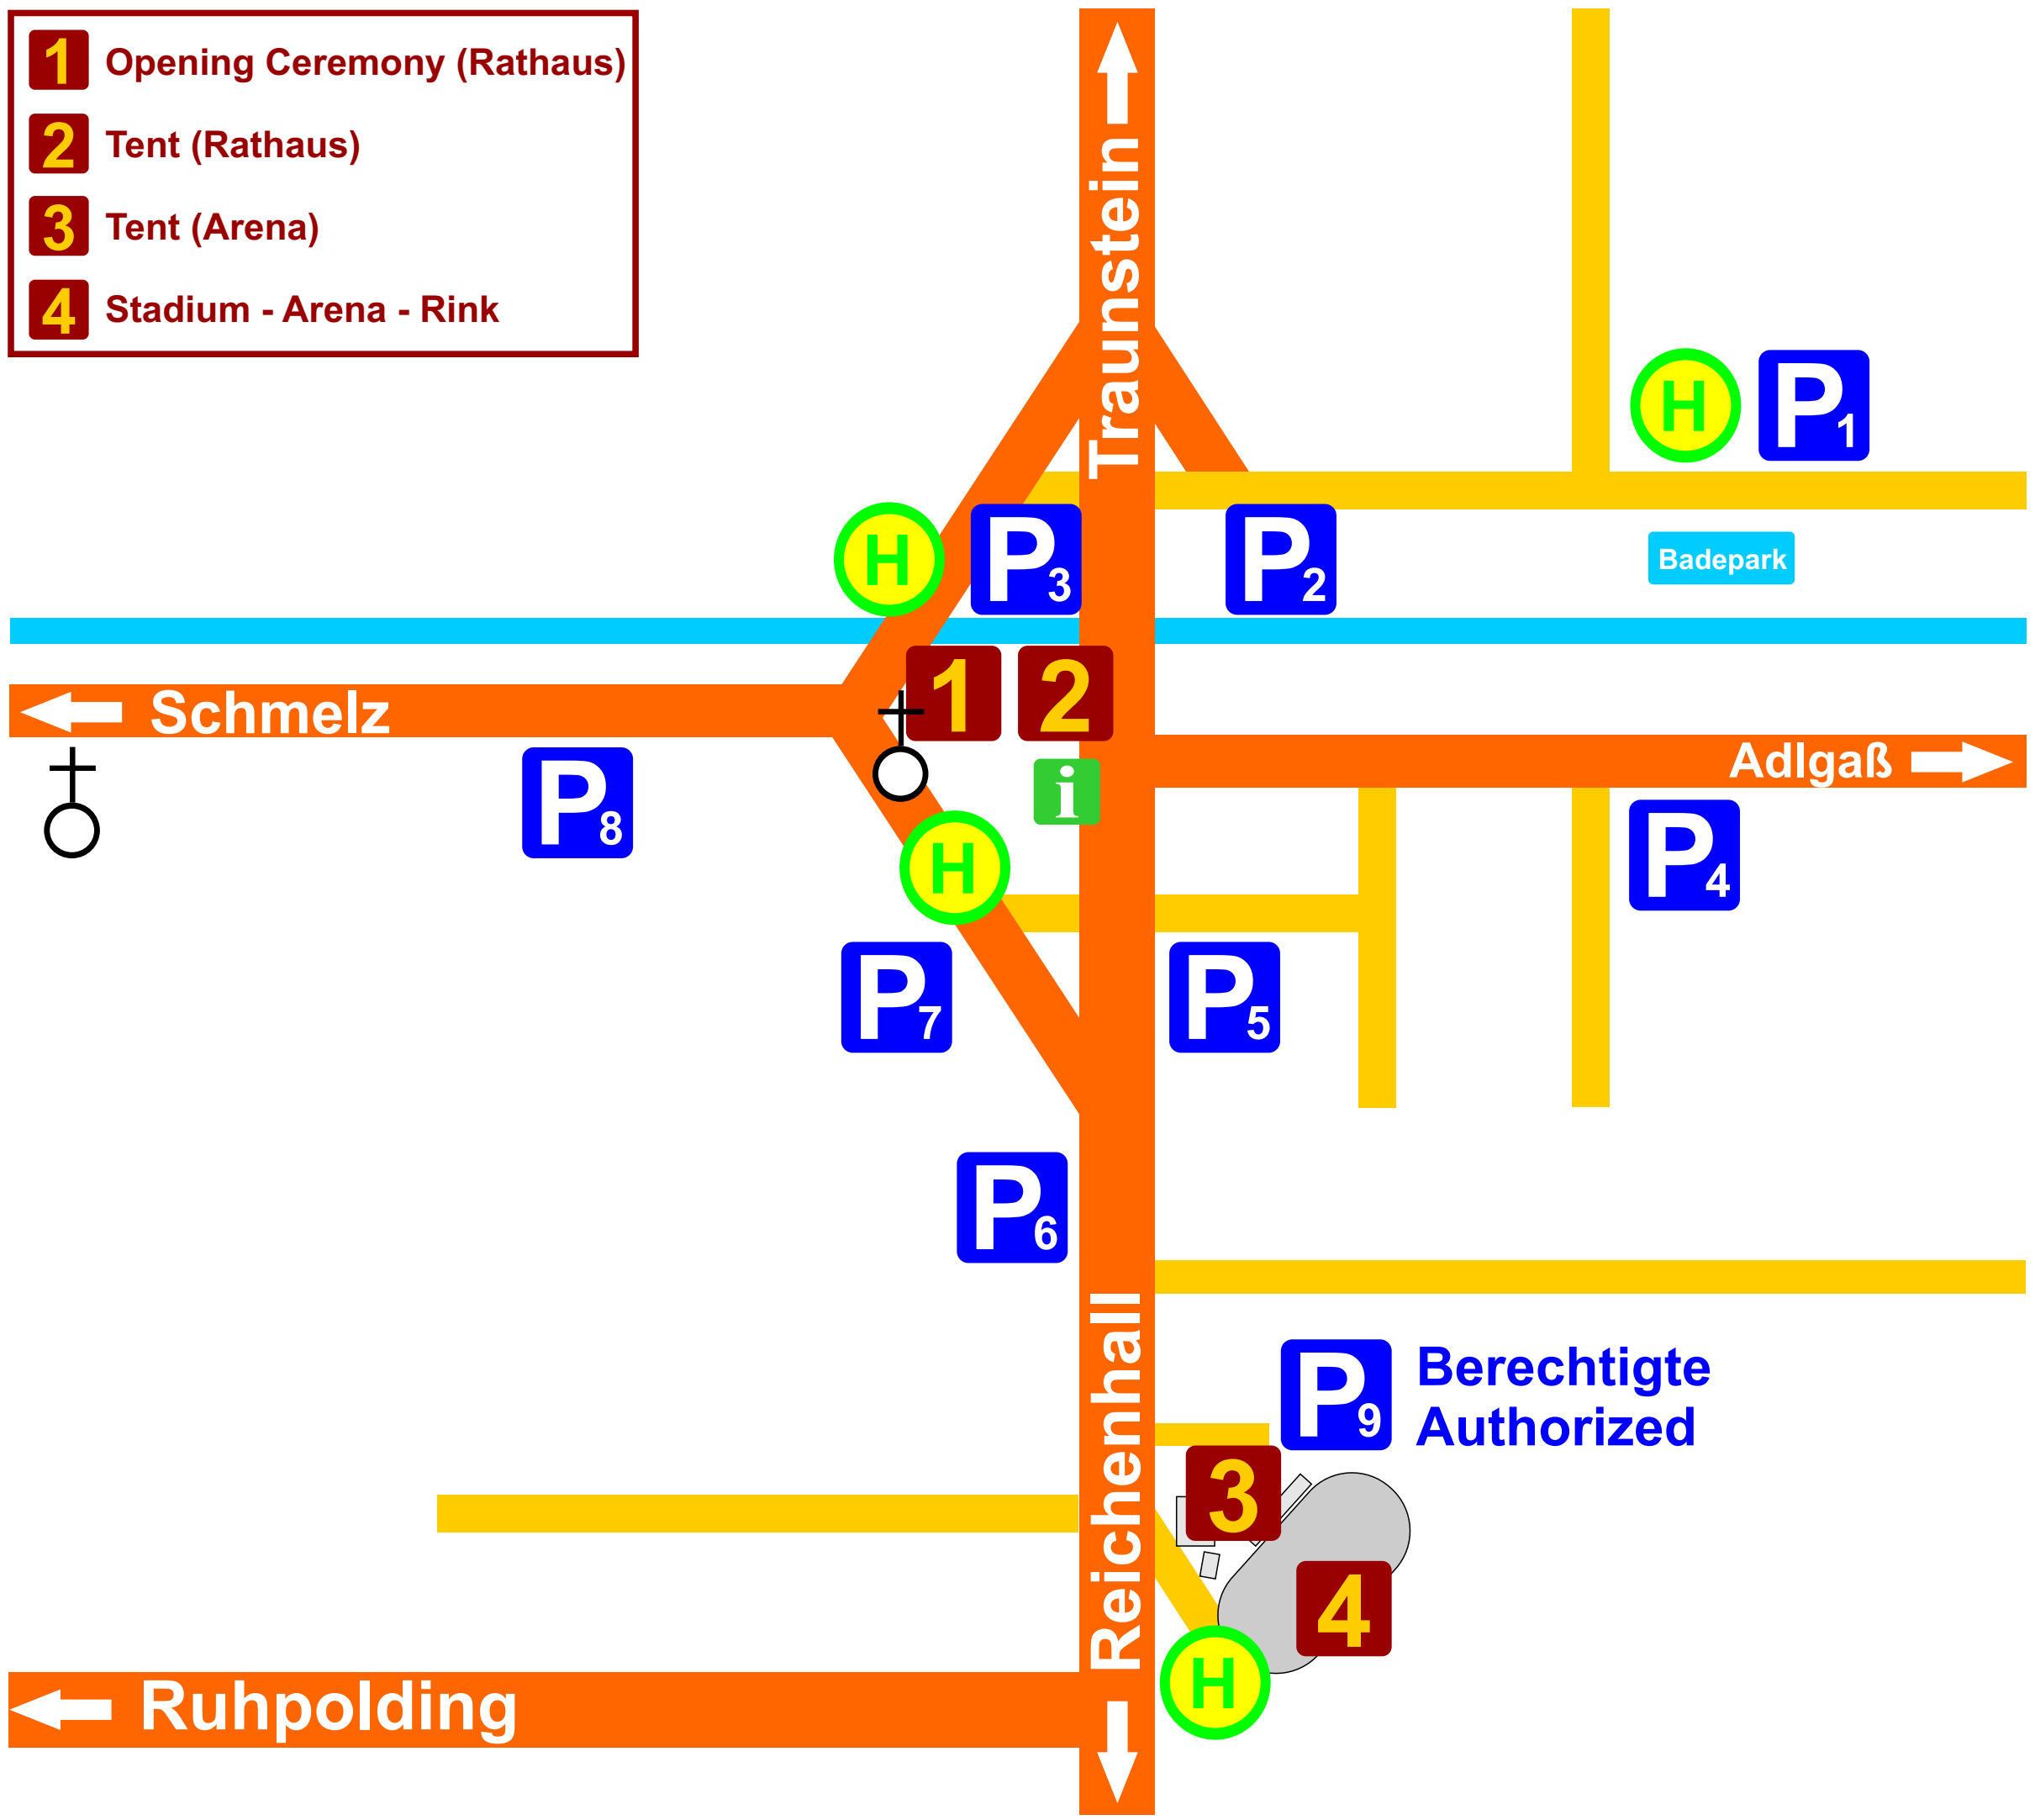 1 Opening Ceremony (Rathaus)
2 Tent (Rathaus)
3 Tent (Arena)
4 Stadium - Arena - Rink
Traunstein
H P1
H P3 P2
Badepark
1 2
Schmelz
Adlgaß
i
P8
H
P4
P7
P5
P6
Reichenhall
P9 Berechtigte
Authorized
3
4
H
Ruhpolding